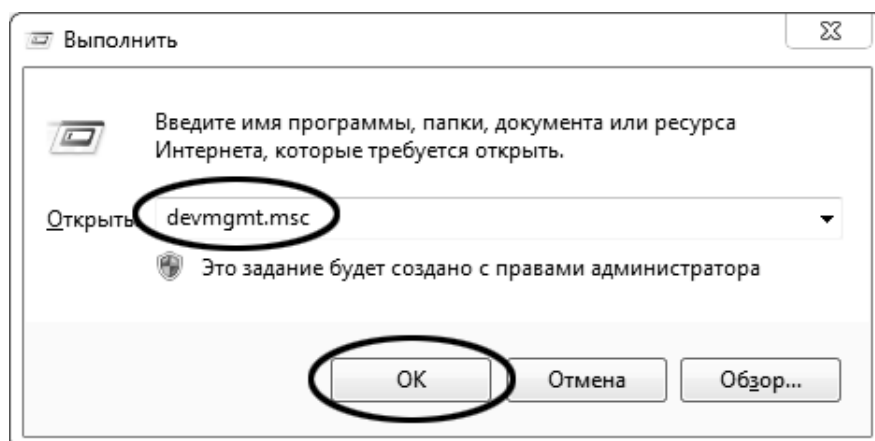 Выполнить
Введите имя программы, папки, документа или ресурса
Интернета, которые требуется открыть.
Открыть devmgmt.msc
Это задание будет создано с правами администратора
OK Отмена Обзор...